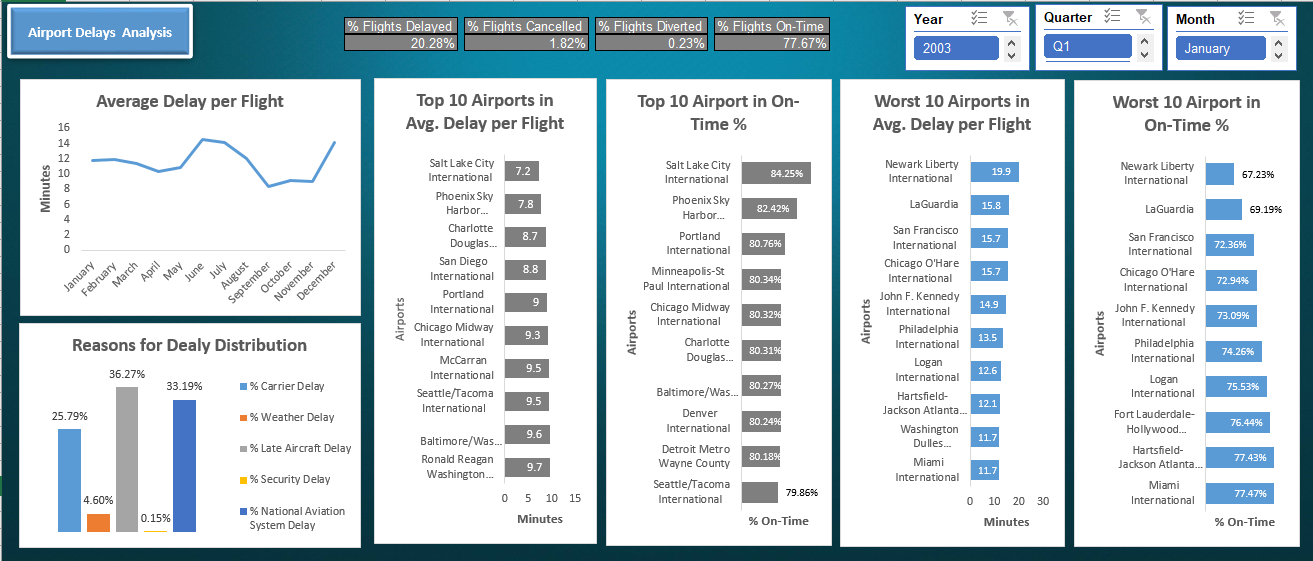 Airport Delays Analysis
% Flights Delayed
% Flights Cancelled
% Flights Diverted
% Flights On-Time
20.28%
1.82%
0.23%
77.67%
Year
2003
Quarter
Q1
Month
January
Average Delay per Flight
Minutes
16
14
12
10
8
6
4
2
0
January
February
March
April
May
June
July
August
September
October
November
December
Reasons for Dealy Distribution
25.79%
4.60%
36.27%
0.15%
33.19%
% Carrier Delay
% Weather Delay
% Late Aircraft Delay
% Security Delay
% National Aviation
System Delay
Top 10 Airports in
Avg. Delay per Flight
Airports
Salt Lake City
International
7.2
Phoenix Sky
Harbor...
7.8
Charlotte
Douglas...
8.7
San Diego
International
8.8
Portland
International
9
Chicago Midway
International
9.3
McCarran
International
9.5
Seattle/Tacoma
International
9.5
Baltimore/Was...
9.6
Ronald Reagan
Washington...
9.7
0 5 10 15
Minutes
Top 10 Airport in On-
Time %
Airports
Salt Lake City
International
84.25%
Phoenix Sky
Harbor...
82.42%
Portland
International
80.76%
Minneapolis-St
Paul International
80.34%
Chicago Midway
International
80.32%
Charlotte
Douglas...
80.31%
Baltimore/Was...
80.27%
Denver
International
80.24%
Detroit Metro
Wayne County
80.18%
Seattle/Tacoma
International
79.86%
% On-Time
Worst 10 Airports in
Avg. Delay per Flight
Airports
Newark Liberty
International
19.9
LaGuardia
15.8
San Francisco
International
15.7
Chicago O'Hare
International
15.7
John F. Kennedy
International
14.9
Philadelphia
International
13.5
Logan
International
12.6
Hartsfield-
Jackson Atlanta...
12.1
Washington
Dulles...
11.7
Miami
International
11.7
0 10 20 30
Minutes
Worst 10 Airport in
On-Time %
Airports
Newark Liberty
International
67.23%
LaGuardia
69.19%
San Francisco
International
72.36%
Chicago O'Hare
International
72.94%
John F. Kennedy
International
73.09%
Philadelphia
International
74.26%
Logan
International
75.53%
Fort Lauderdale-
Hollywood...
76.44%
Hartsfield-
Jackson Atlanta...
77.43%
Miami
International
77.47%
% On-Time